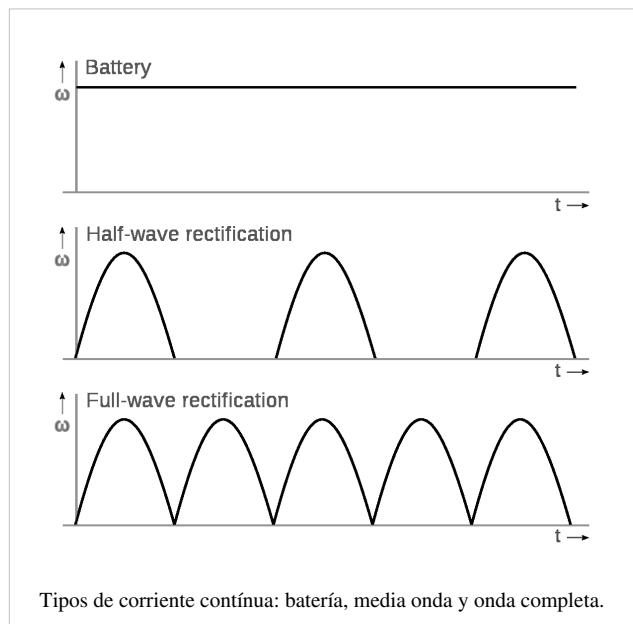 Battery
ω
t
Half-wave rectification
ω
t
Full-wave rectification
ω
t
Tipos de corriente contínua: batería, media onda y onda completa.